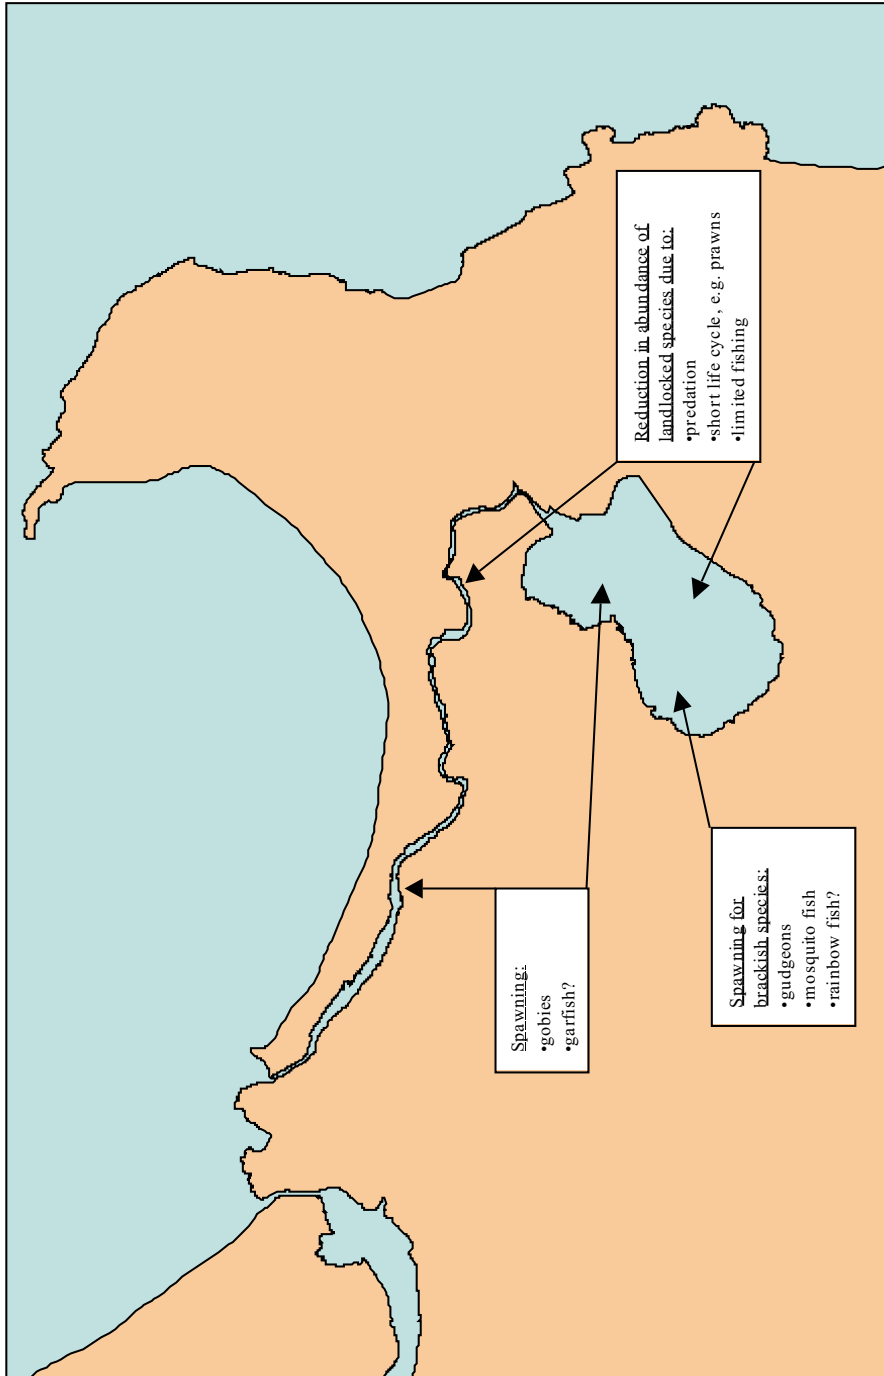 Spawning:
•gobies
•garfish?
Spawning for
brackish species:
•gudgeons
•mosquito fish
•rainbow fish?
Reduction in abundance of
landlocked species due to:
•predation
•short life cycle, e.g. prawns
•limited fishing